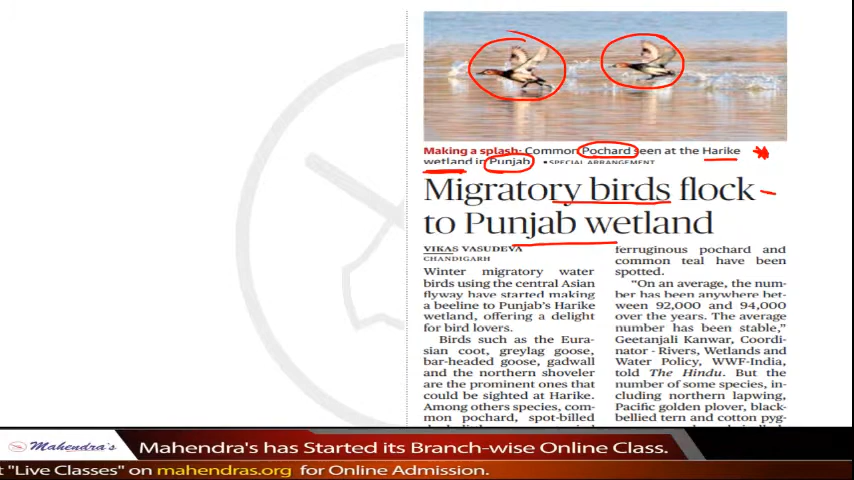 Making a splash: Common Pochard seen at the Harike
wetland in Punjab. •SPECIAL ARRANGEMENT
Migratory birds flock
to Punjab wetland
VIKAS VASUDEVA
CHANDIGARH
Winter migratory water
birds using the central Asian
flyway have started making
a beeline to Punjab's Harike
wetland, offering a delight
for bird lovers.
Birds such as the Eura-
sian coot, greylag goose,
bar-headed goose, gadwall
and the northern shoveler
are the prominent ones that
could be sighted at Harike.
Among others species, com-
mon pochard, spot-billed
ferruginous pochard and
common teal have been
spotted.
"On an average, the num-
ber has been anywhere bet-
ween 92,000 and 94,000
over the years. The average
number has been stable,"
Geetanjali Kanwar, Coordi-
nator - Rivers, Wetlands and
Water Policy, WWF-India,
told The Hindu. But the
number of some species, in-
cluding northern lapwing,
Pacific golden plover, black-
bellied tern and cotton pyg-
Mahendra's
Mahendra's has Started its Branch-wise Online Class.
"Live Classes" on mahendras.org for Online Admission.